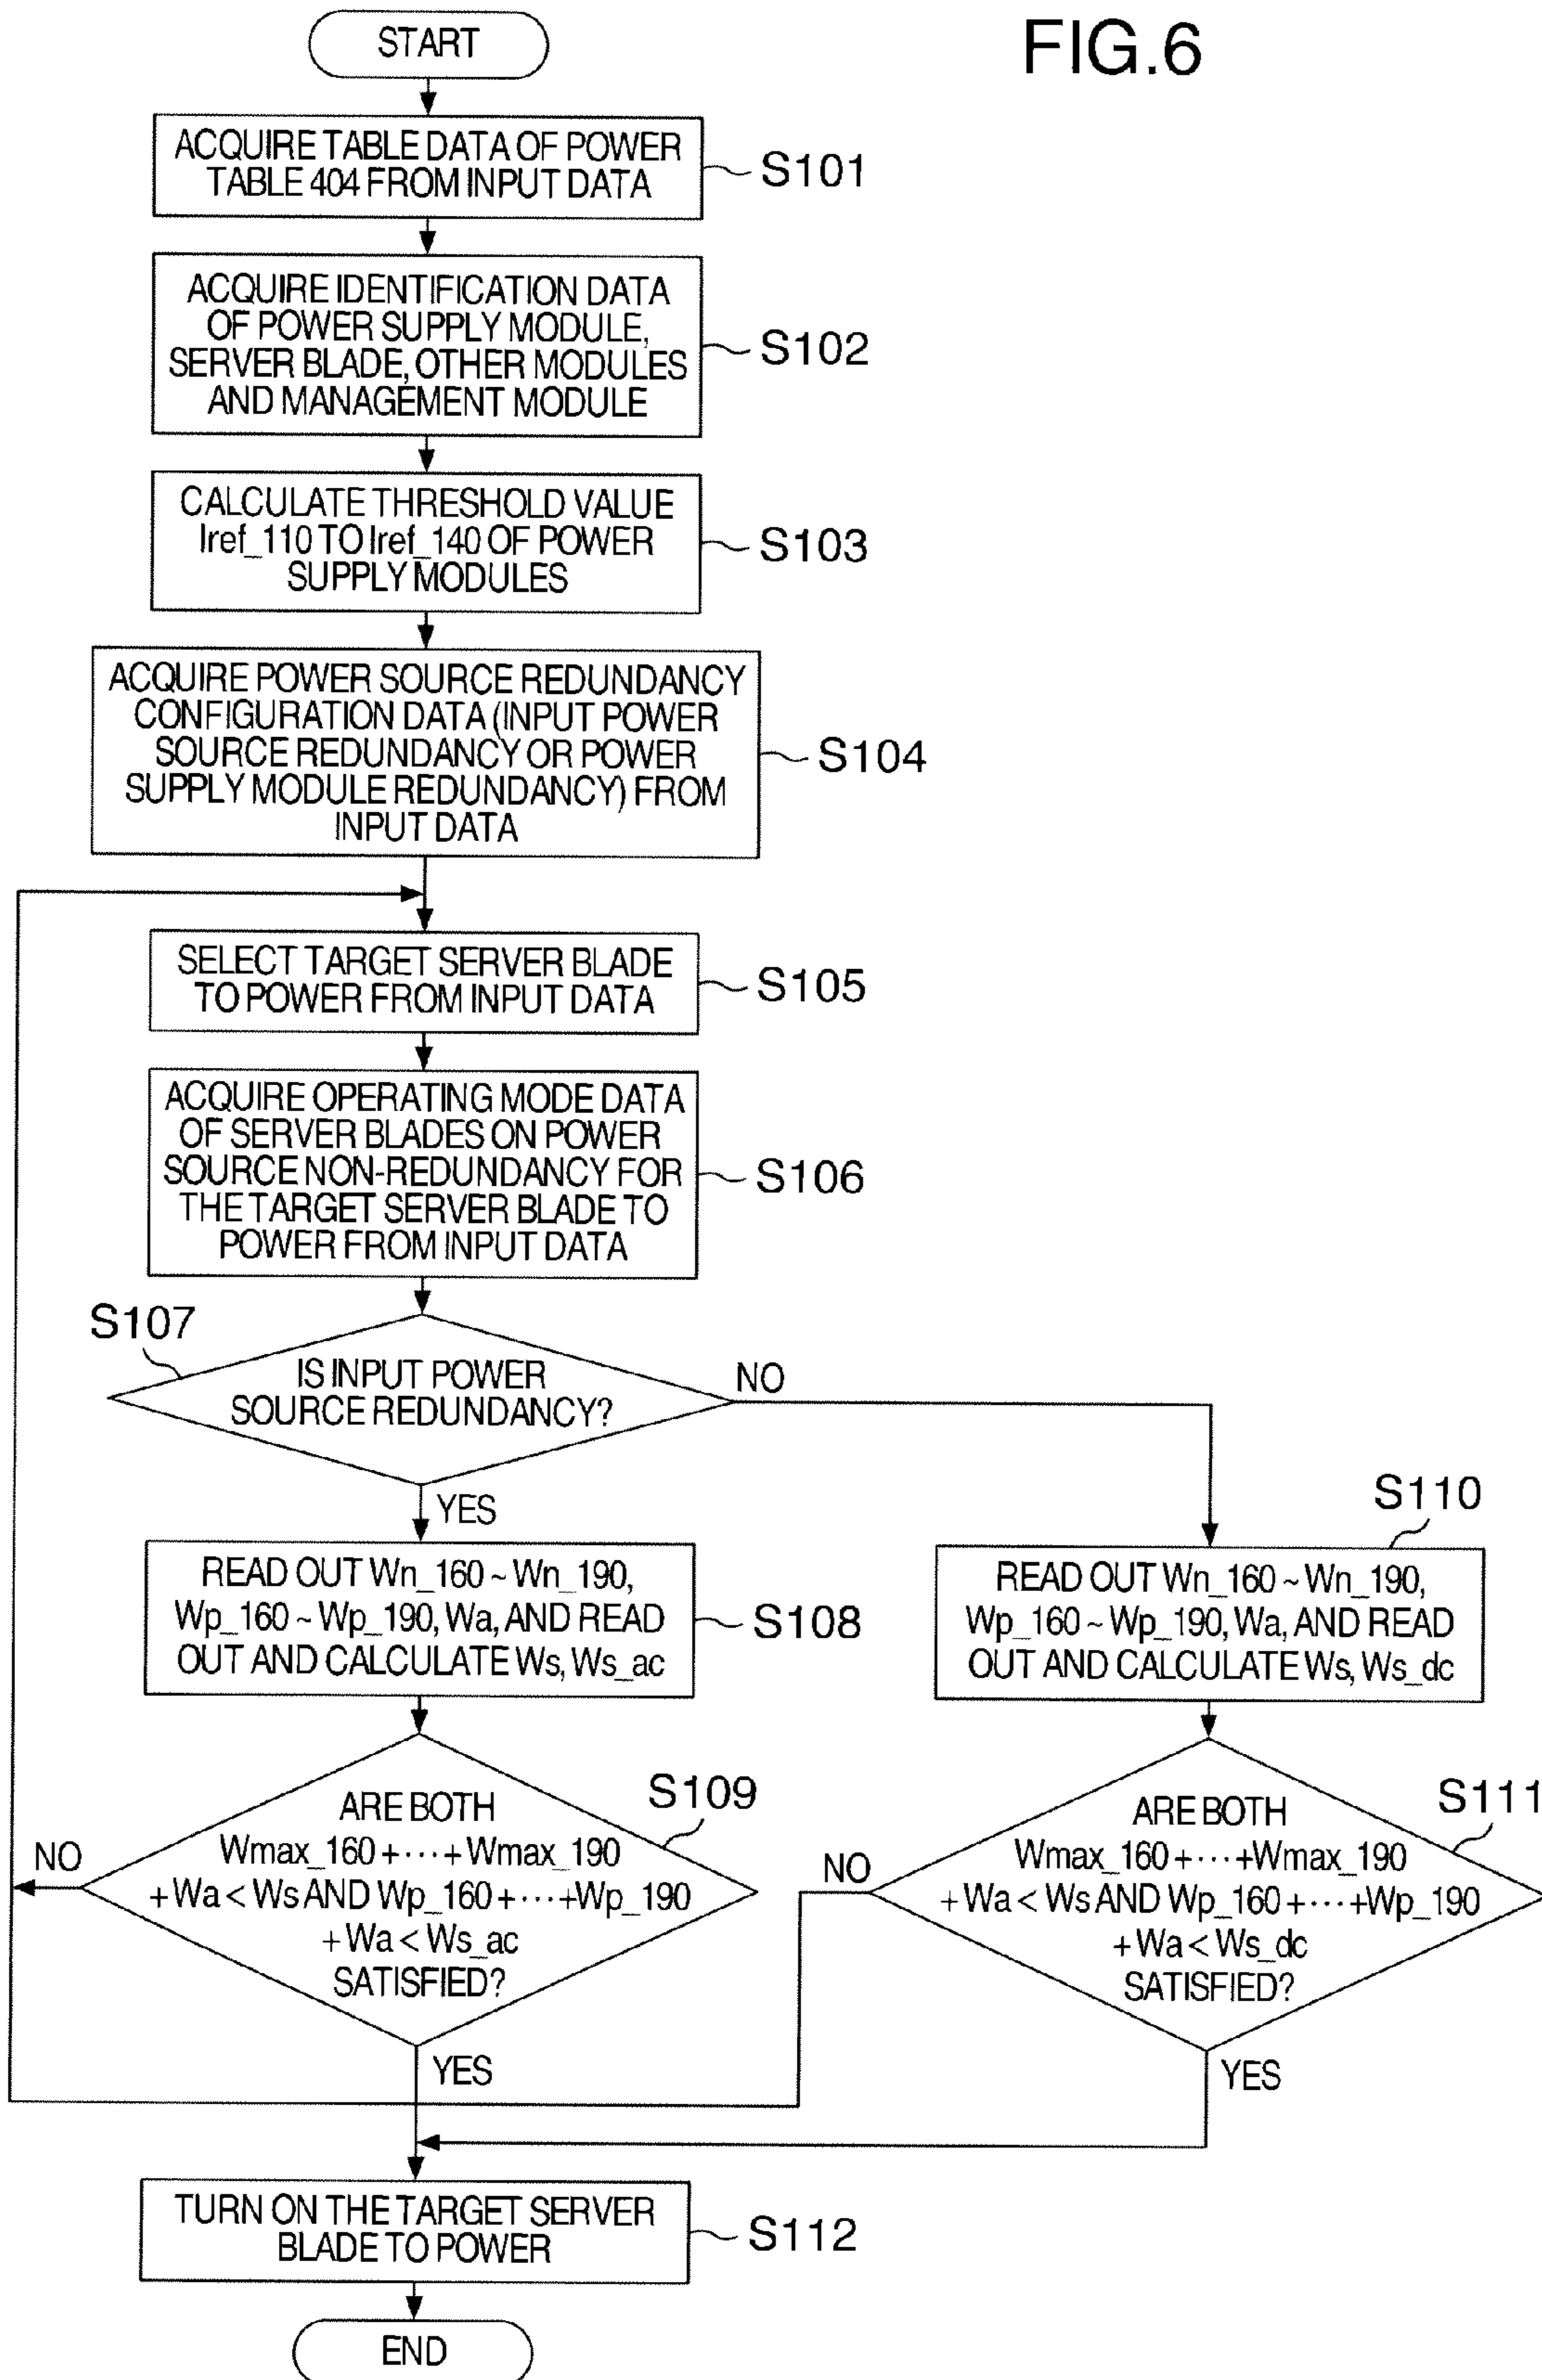 FIG.6
START
ACQUIRE TABLE DATA OF POWER
TABLE 404 FROM INPUT DATA
S101
ACQUIRE IDENTIFICATION DATA
OF POWER SUPPLY MODULE,
SERVER BLADE, OTHER MODULES
AND MANAGEMENT MODULE
S102
CALCULATE THRESHOLD VALUE
Iref_110 TO Iref_140 OF POWER
SUPPLY MODULES
S103
ACQUIRE POWER SOURCE REDUNDANCY
CONFIGURATION DATA (INPUT POWER
SOURCE REDUNDANCY OR POWER
SUPPLY MODULE REDUNDANCY) FROM
INPUT DATA
S104
SELECT TARGET SERVER BLADE
TO POWER FROM INPUT DATA
S105
ACQUIRE OPERATING MODE DATA
OF SERVER BLADES ON POWER
SOURCE NON-REDUNDANCY FOR
THE TARGET SERVER BLADE TO
POWER FROM INPUT DATA
S106
S107
IS INPUT POWER
SOURCE REDUNDANCY?
NO
YES
READ OUT Wn_160 ~ Wn_190,
Wp_160 ~ Wp_190, Wa, AND READ
OUT AND CALCULATE Ws, Ws_ac
S108
S110
READ OUT Wn_160 ~ Wn_190,
Wp_160 ~ Wp_190, Wa, AND READ
OUT AND CALCULATE Ws, Ws_dc
S109
ARE BOTH
Wmax_160 + ··· + Wmax_190
+ Wa < Ws AND Wp_160 + ··· + Wp_190
+ Wa < Ws_ac
SATISFIED?
NO
YES
S111
ARE BOTH
Wmax_160 + ··· + Wmax_190
+ Wa < Ws AND Wp_160 + ··· + Wp_190
+ Wa < Ws_dc
SATISFIED?
NO
YES
TURN ON THE TARGET SERVER
BLADE TO POWER
S112
END